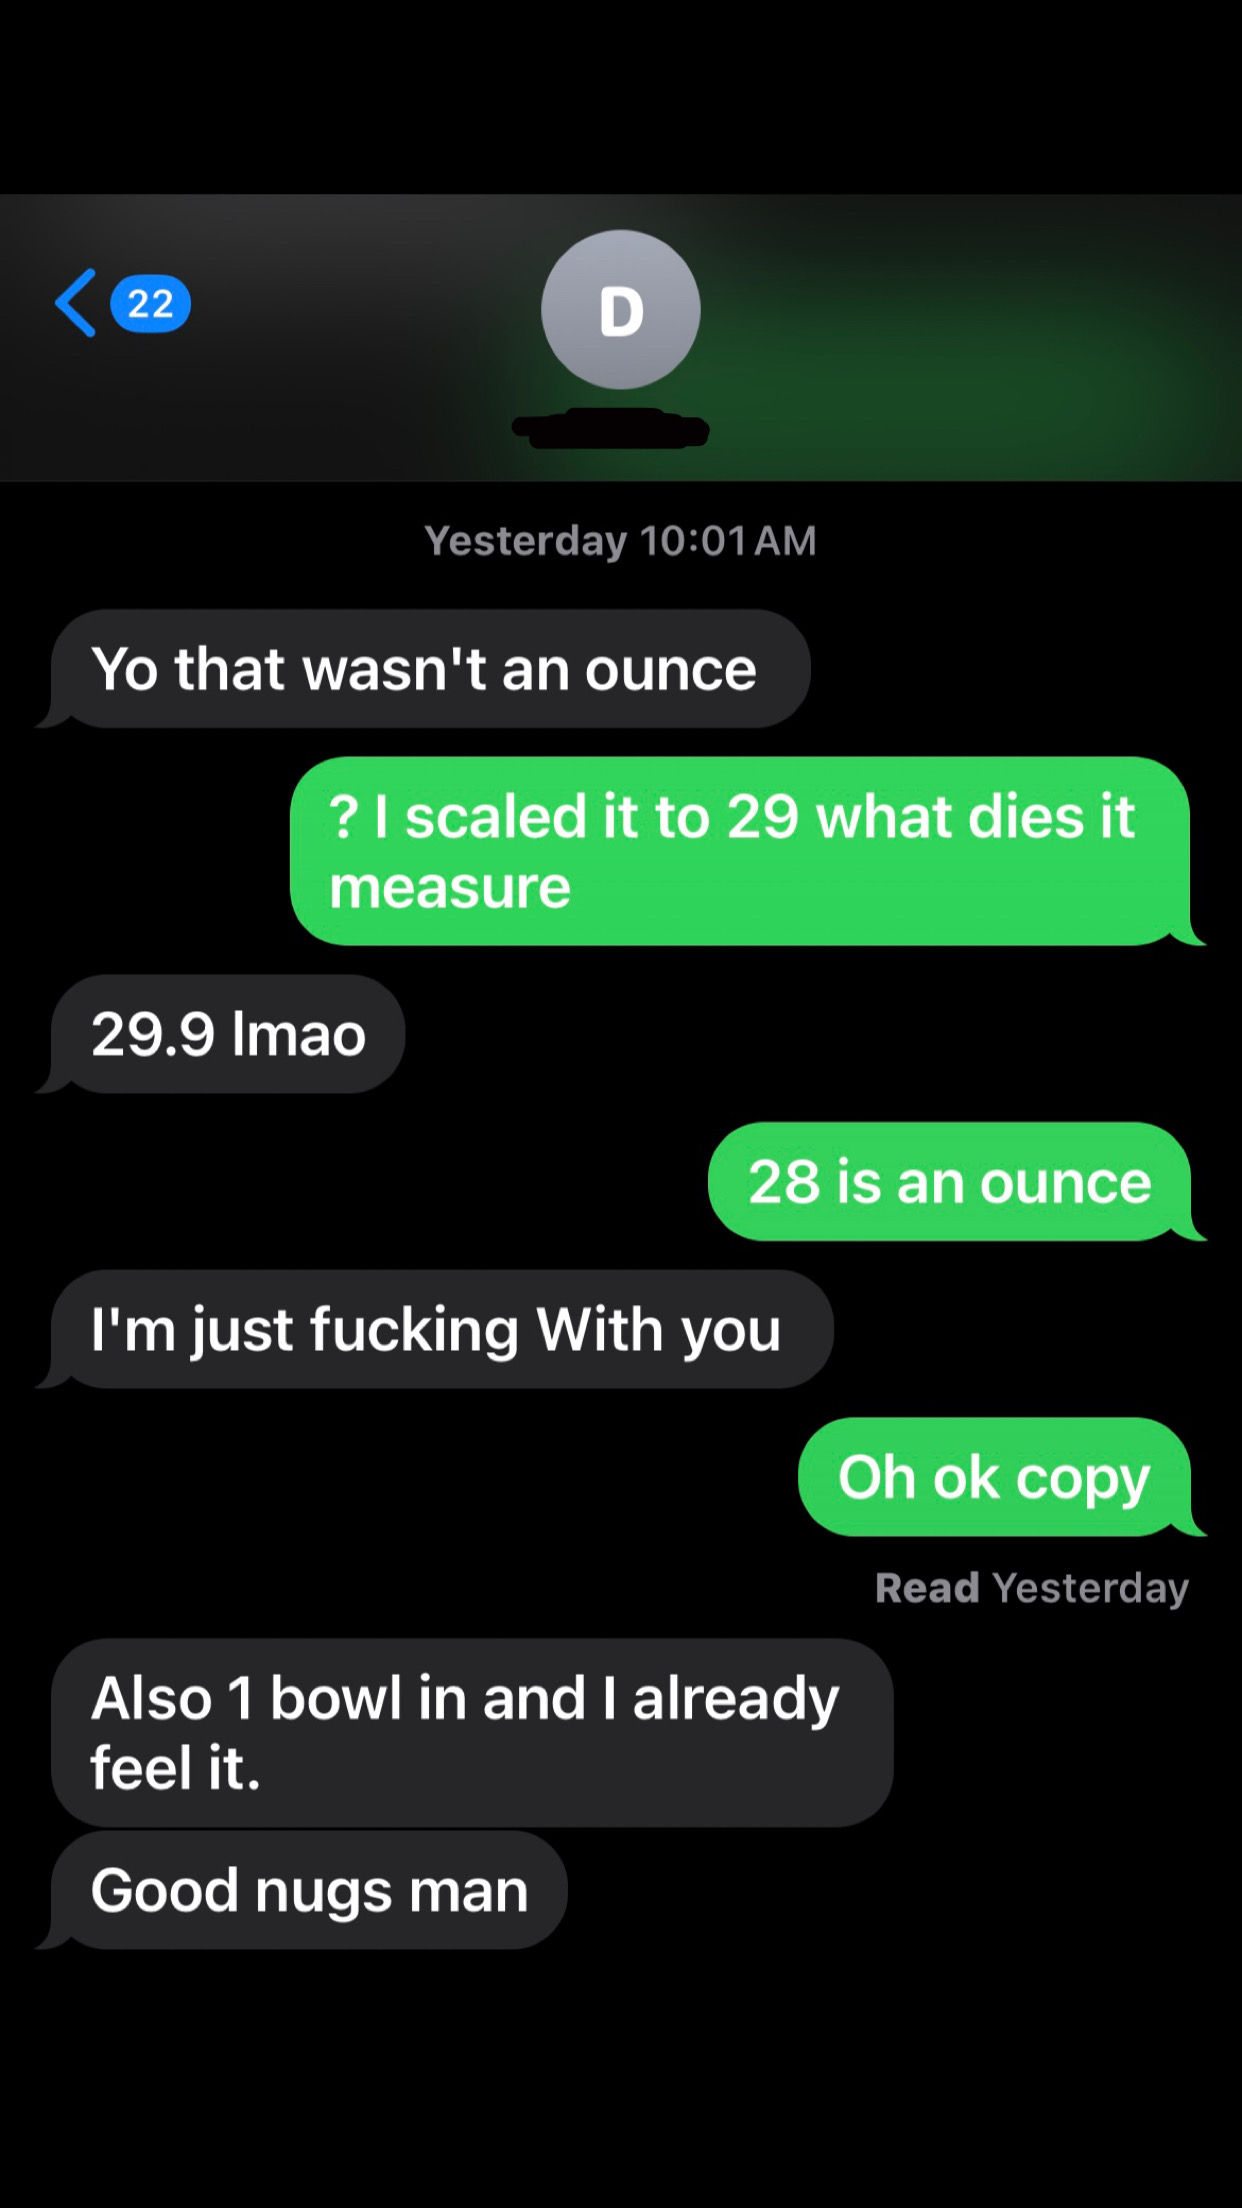 22
D
Yesterday 10:01 AM
Yo that wasn't an ounce
? I scaled it to 29 what dies it
measure
29.9 lmao
28 is an ounce
I'm just fucking With you
Oh ok copy
Read Yesterday
Also 1 bowl in and I already
feel it.
Good nugs man